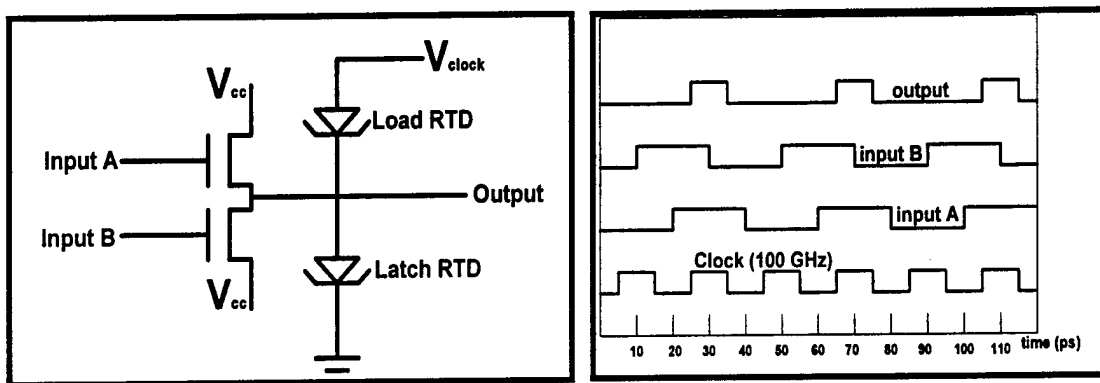 Vclock
Vcc
Load RTD
Input A
Output
Input B
Latch RTD
Vcc
output
input B
input A
Clock (100 GHz)
10 20 30 40 50 60 70 80 90 100 110 time (ps)